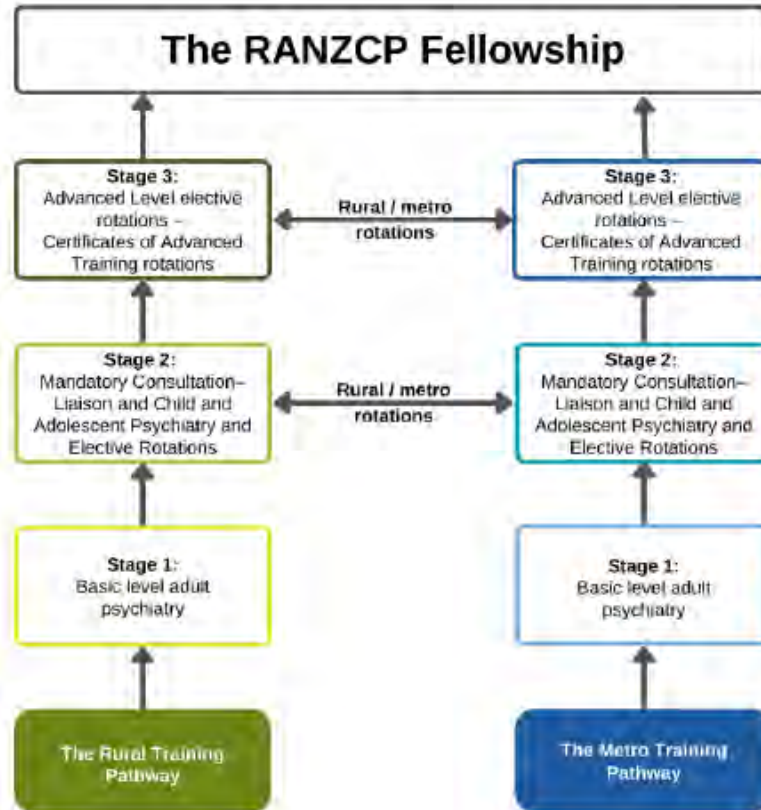 The RANZCP Fellowship
Stage 3:
Advanced Level elective
rotations –
Certificates of Advanced
Training rotations
Rural / metro
rotations
Stage 3:
Advanced Level elective
rotations –
Certificates of Advanced
Training rotations
Stage 2:
Mandatory Consultation–
Liaison and Child and
Adolescent Psychiatry and
Elective Rotations
Rural / metro
rotations
Stage 2:
Mandatory Consultation–
Liaison and Child and
Adolescent Psychiatry and
Elective Rotations
Stage 1:
Basic level adult
psychiatry
Stage 1:
Basic level adult
psychiatry
The Rural Training
Pathway
The Metro Training
Pathway